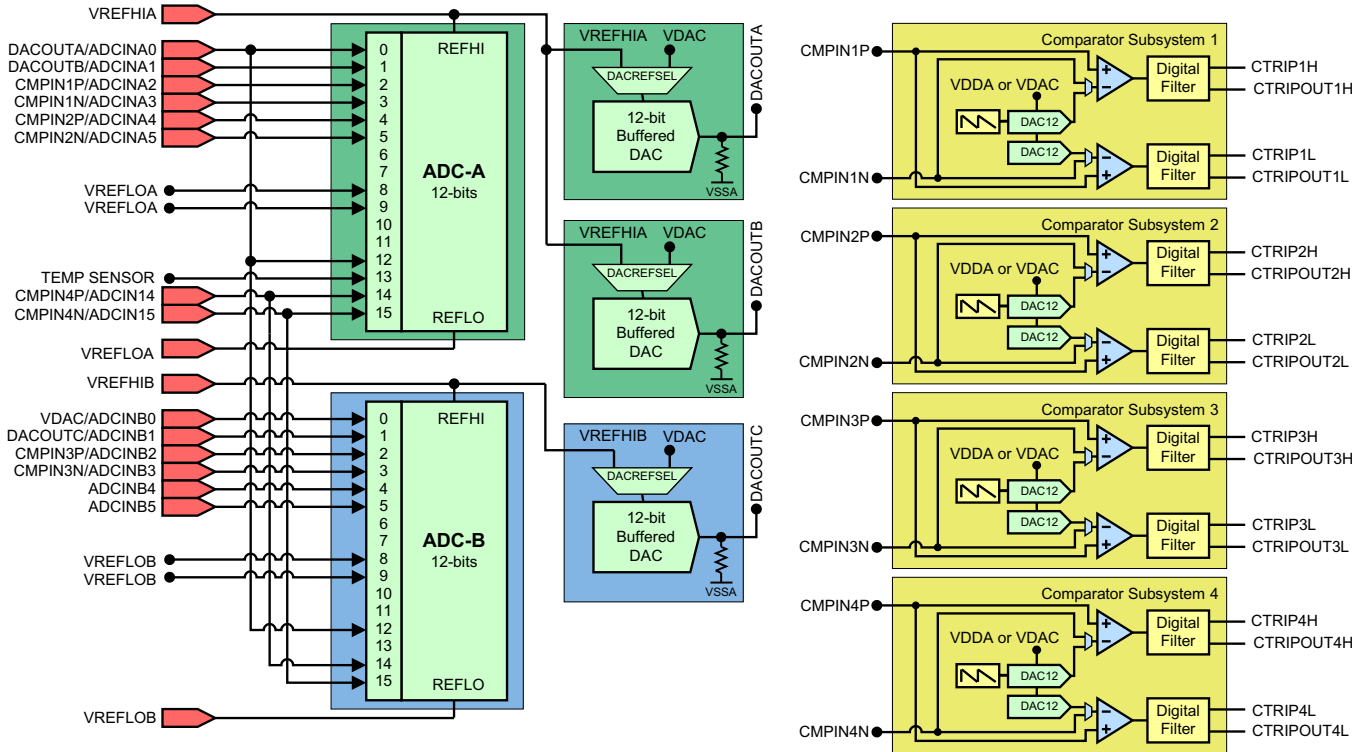 VREFHIA
DACOUTA/ADCINA0
DACOUTB/ADCINA1
CMPIN1P/ADCINA2
CMPIN1N/ADCINA3
CMPIN2P/ADCINA4
CMPIN2N/ADCINA5
VREFLOA
VREFLOA
TEMP SENSOR
CMPIN4P/ADCIN14
CMPIN4N/ADCIN15
VREFLOA
REFHI
0
1
2
3
4
5
6
7
8
9
10
11
12
13
14
15
ADC-A
12-bits
REFLO
VREFHIB
VDAC/ADCINB0
DACOUTC/ADCINB1
CMPIN3P/ADCINB2
CMPIN3N/ADCINB3
ADCINB4
ADCINB5
VREFLOB
VREFLOB
VREFLOB
REFHI
0
1
2
3
4
5
6
7
8
9
10
11
12
13
14
15
ADC-B
12-bits
REFLO
VREFHIA
VDAC
DACREFSEL
12-bit
Buffered
DAC
VSSA
DACOUTA
VREFHIA
VDAC
DACREFSEL
12-bit
Buffered
DAC
VSSA
DACOUTB
VREFHIB
VDAC
DACREFSEL
12-bit
Buffered
DAC
VSSA
DACOUTC
Comparator Subsystem 1
CMPIN1P
VDDA or VDAC
DAC12
DAC12
CMPIN1N
Digital
Filter
Digital
Filter
CTRIP1H
CTRIPOUT1H
CTRIP1L
CTRIPOUT1L
Comparator Subsystem 2
CMPIN2P
VDDA or VDAC
DAC12
DAC12
CMPIN2N
Digital
Filter
Digital
Filter
CTRIP2H
CTRIPOUT2H
CTRIP2L
CTRIPOUT2L
Comparator Subsystem 3
CMPIN3P
VDDA or VDAC
DAC12
DAC12
CMPIN3N
Digital
Filter
Digital
Filter
CTRIP3H
CTRIPOUT3H
CTRIP3L
CTRIPOUT3L
Comparator Subsystem 4
CMPIN4P
VDDA or VDAC
DAC12
DAC12
CMPIN4N
Digital
Filter
Digital
Filter
CTRIP4H
CTRIPOUT4H
CTRIP4L
CTRIPOUT4L